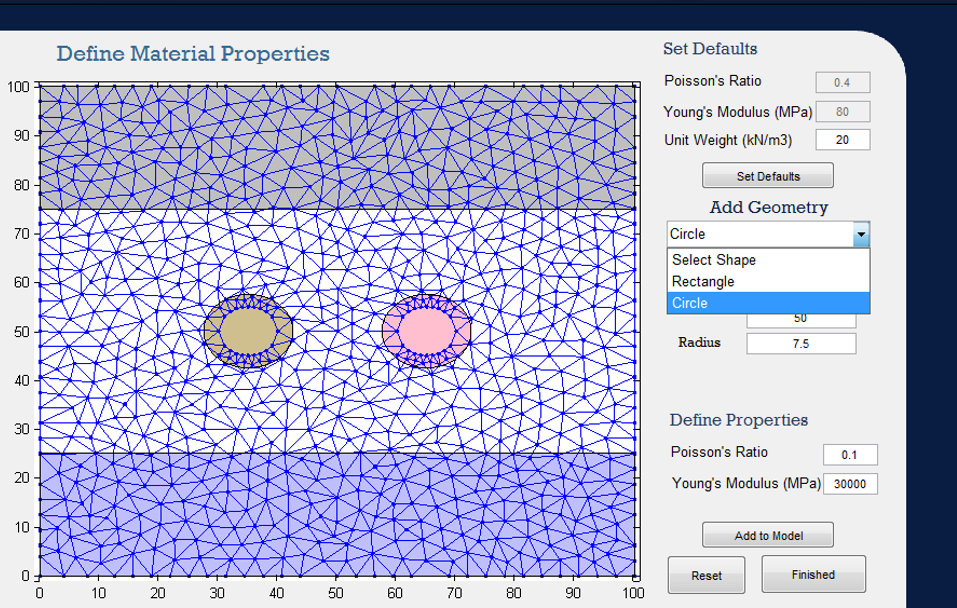 Define Material Properties
100
90
80
70
60
50
40
30
20
10
0
0 10 20 30 40 50 60 70 80 90 100
Set Defaults
Poisson's Ratio 0.4
Young's Modulus (MPa) 80
Unit Weight (kN/m3) 20
Set Defaults
Add Geometry
Circle
Select Shape
Rectangle
Circle
50
Radius 7.5
Define Properties
Poisson's Ratio 0.1
Young's Modulus (MPa) 30000
Add to Model
Reset Finished